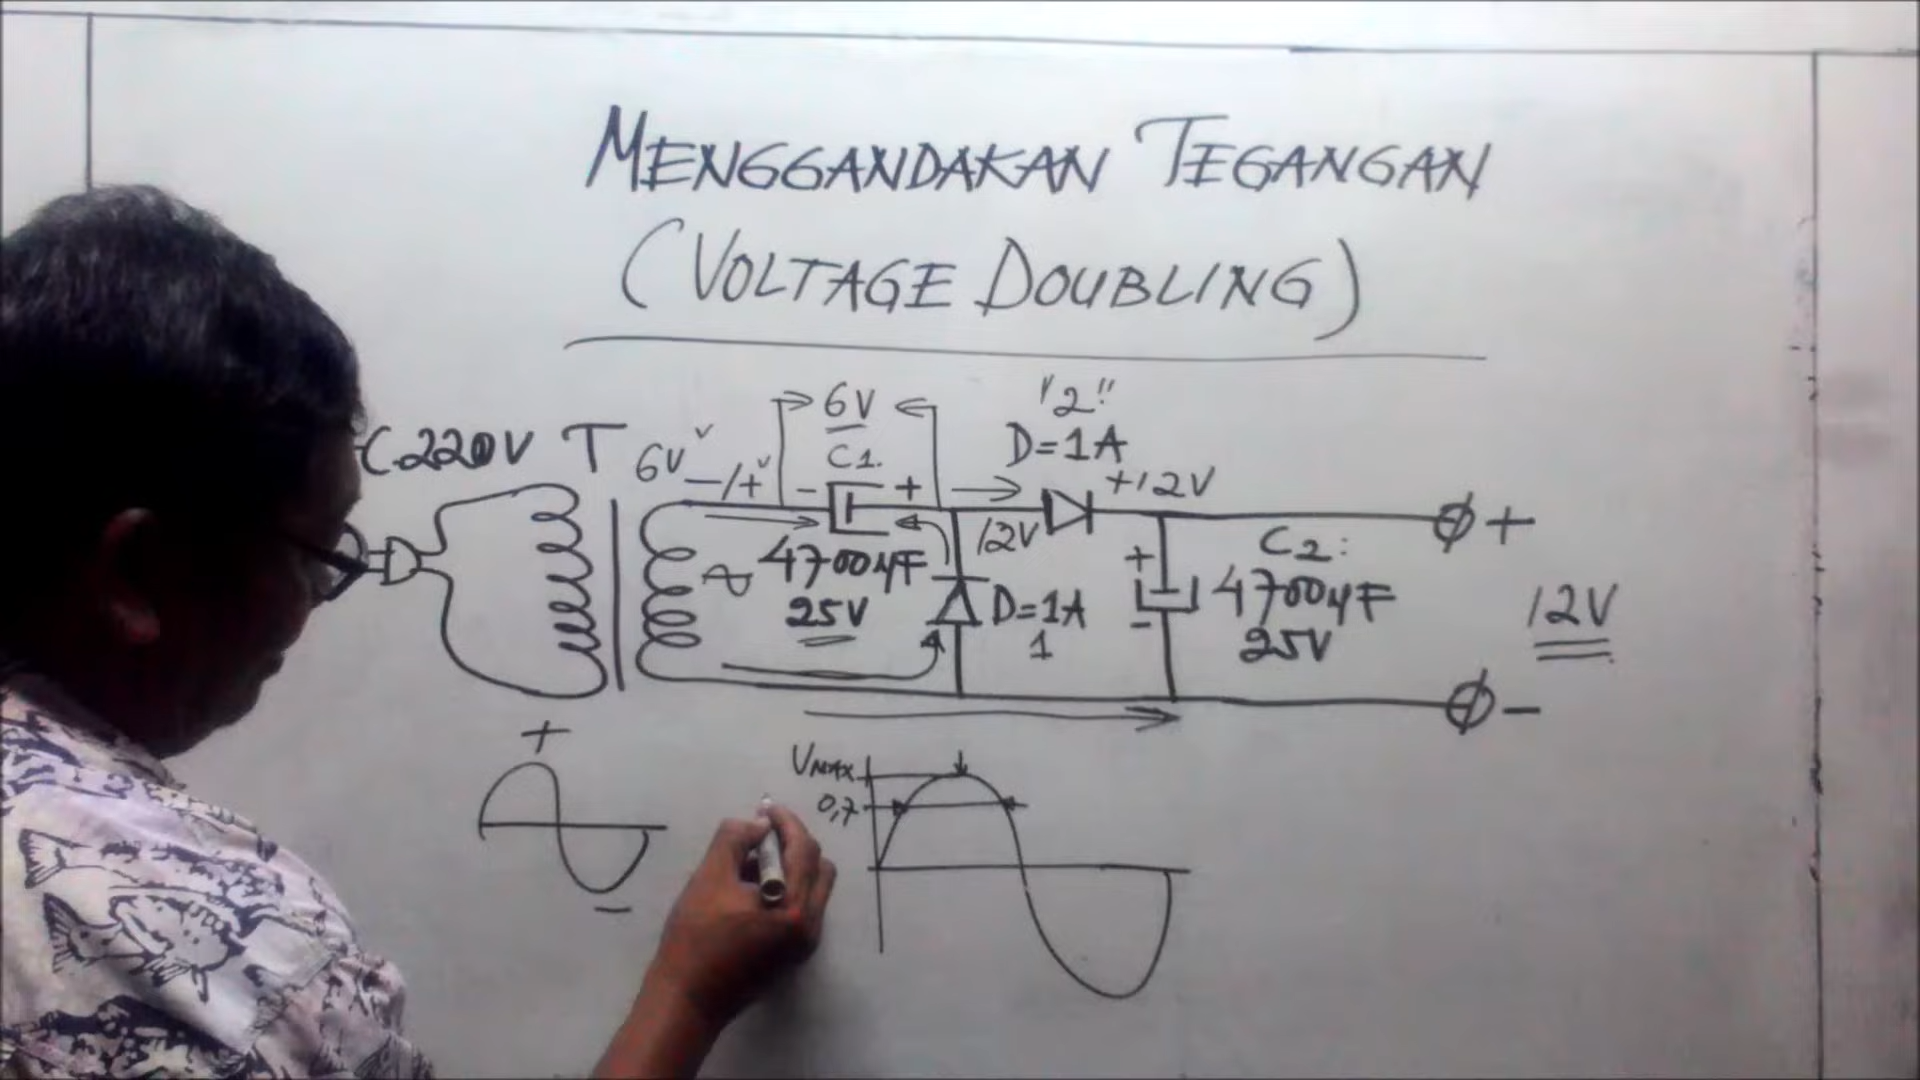 MENGGANDAKAN TEGANGAN
(VOLTAGE DOUBLING)
C.220V T 6V
-/+
6V
C1.
- +
4700µF
25V
"2"
D=1A
+12V
12V
D=1A
1
+
-
C2:
4700µF
25V
+
12V
-
+
-
VMAX
0,7